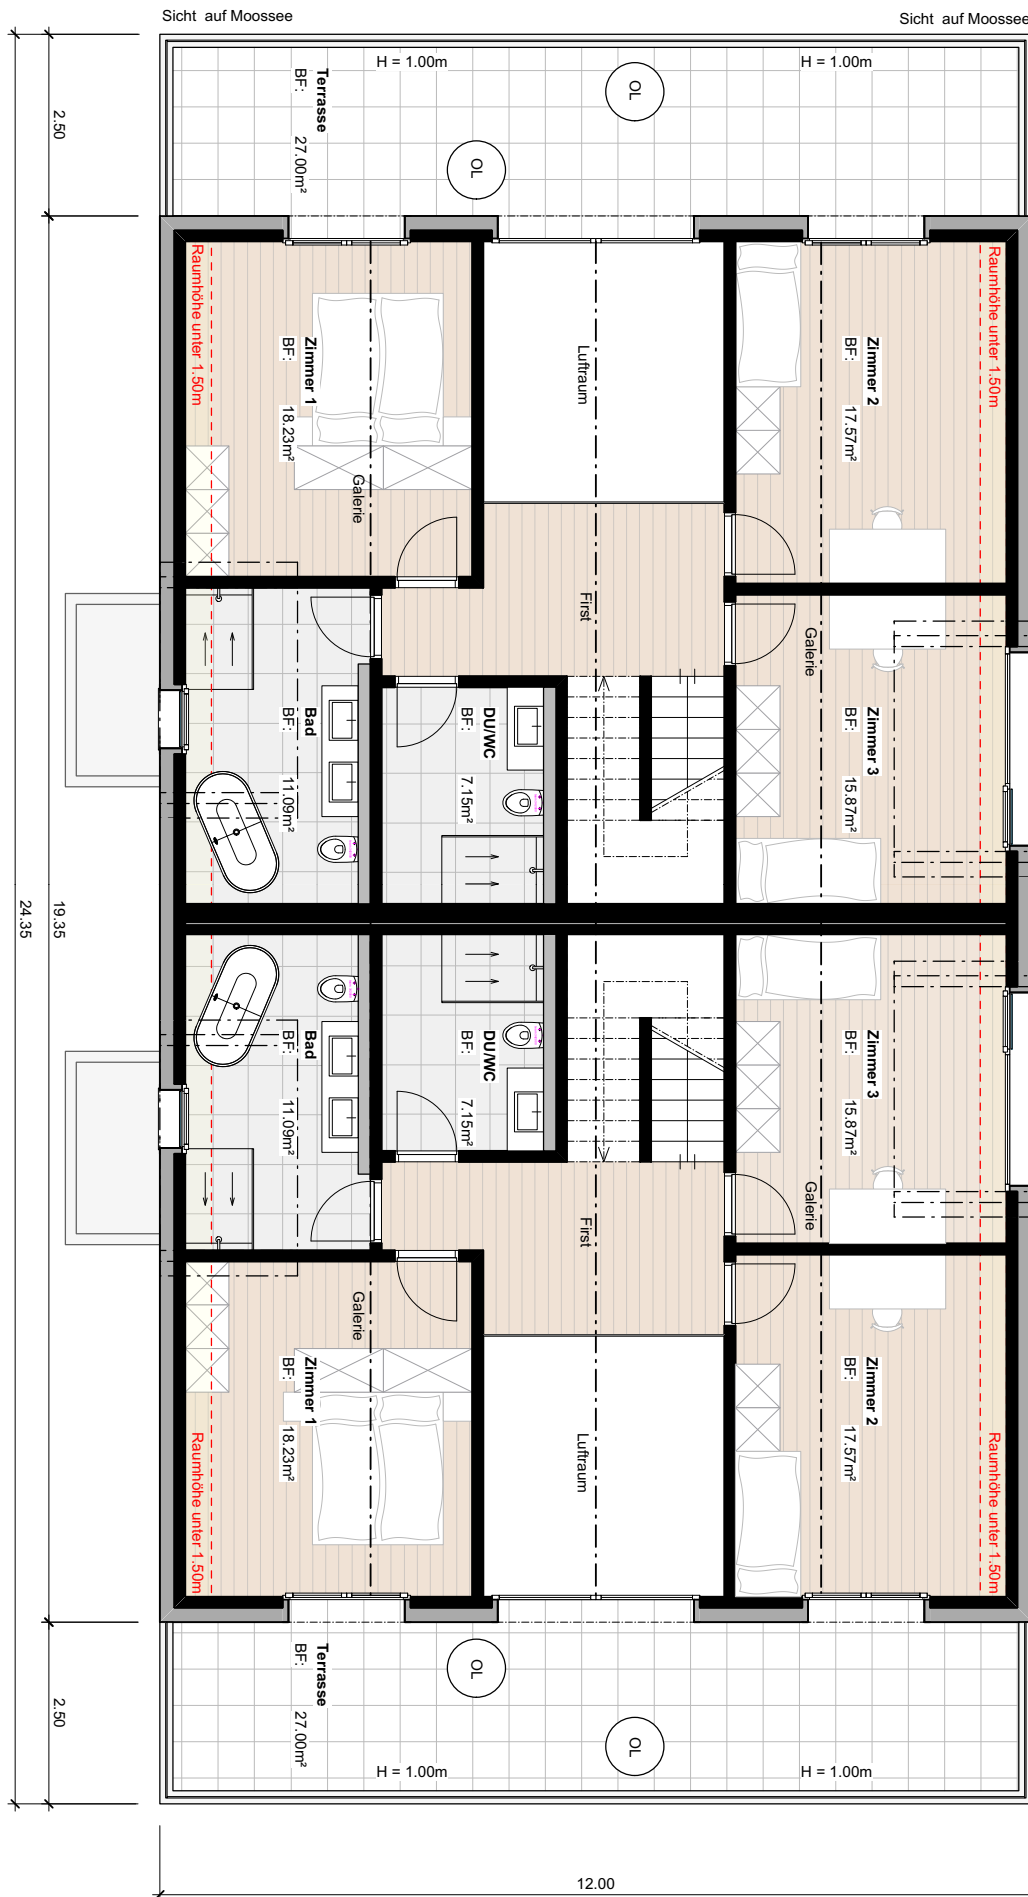 Sicht auf Moossee
Sicht auf Moossee
H = 1.00m
H = 1.00m
OL
OL
Terrasse
BF: 27.00m²
2.50
Raumhöhe unter 1.50m
Raumhöhe unter 1.50m
Zimmer 1
BF: 18.23m²
Galerie
Luftraum
Zimmer 2
BF: 17.57m²
First
Galerie
Bad
BF: 11.09m²
DU/WC
BF: 7.15m²
Zimmer 3
BF: 15.87m²
24.35
19.35
Bad
BF: 11.09m²
DU/WC
BF: 7.15m²
Zimmer 3
BF: 15.87m²
First
Galerie
Galerie
Zimmer 1
BF: 18.23m²
Luftraum
Zimmer 2
BF: 17.57m²
Raumhöhe unter 1.50m
Raumhöhe unter 1.50m
Terrasse
BF: 27.00m²
2.50
OL
OL
H = 1.00m
H = 1.00m
12.00